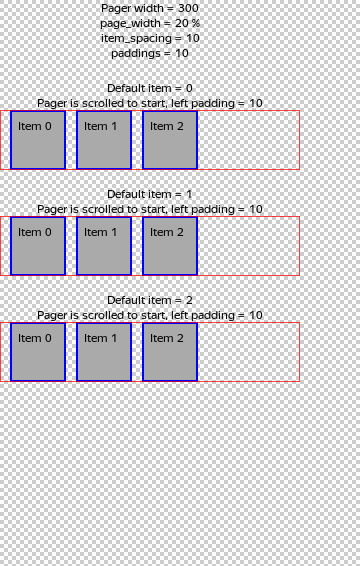 Pager width = 300
page_width = 20 %
item_spacing = 10
paddings = 10
Default item = 0
Pager is scrolled to start, left padding = 10
Item 0 Item 1 Item 2
Default item = 1
Pager is scrolled to start, left padding = 10
Item 0 Item 1 Item 2
Default item = 2
Pager is scrolled to start, left padding = 10
Item 0 Item 1 Item 2